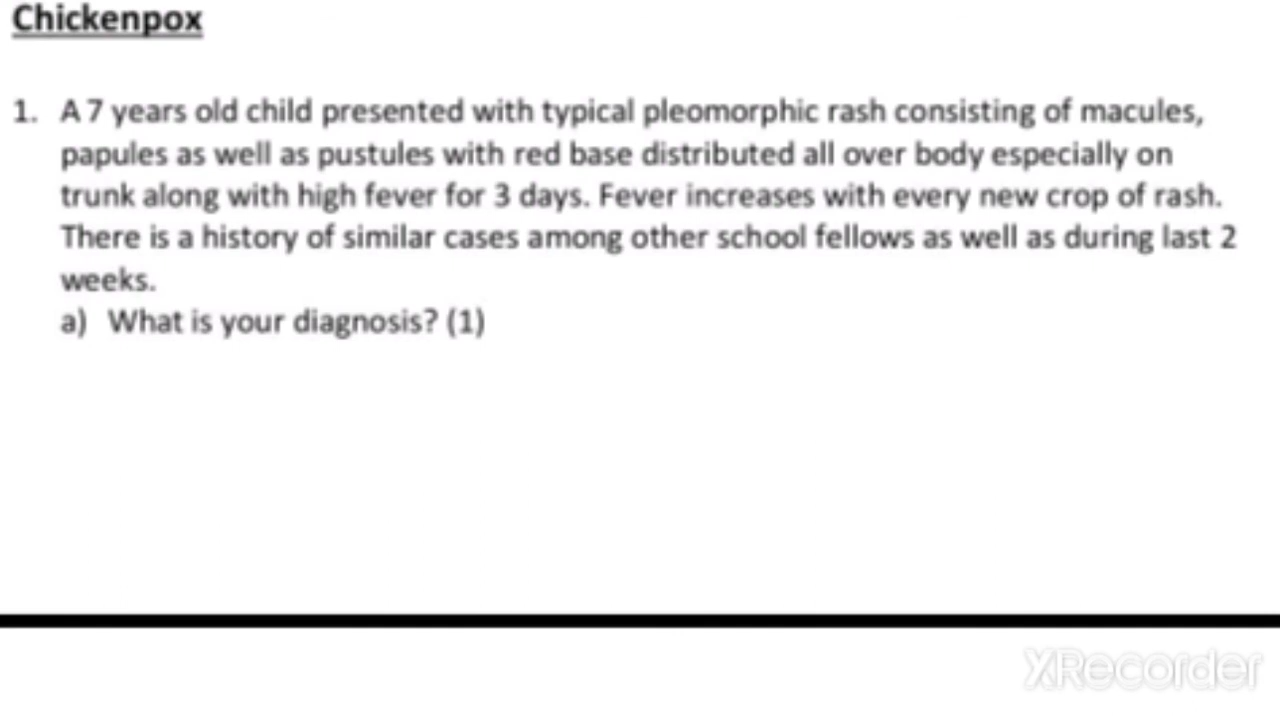 Chickenpox
1. A 7 years old child presented with typical pleomorphic rash consisting of macules,
papules as well as pustules with red base distributed all over body especially on
trunk along with high fever for 3 days. Fever increases with every new crop of rash.
There is a history of similar cases among other school fellows as well as during last 2
weeks.
a) What is your diagnosis? (1)
XRecorder